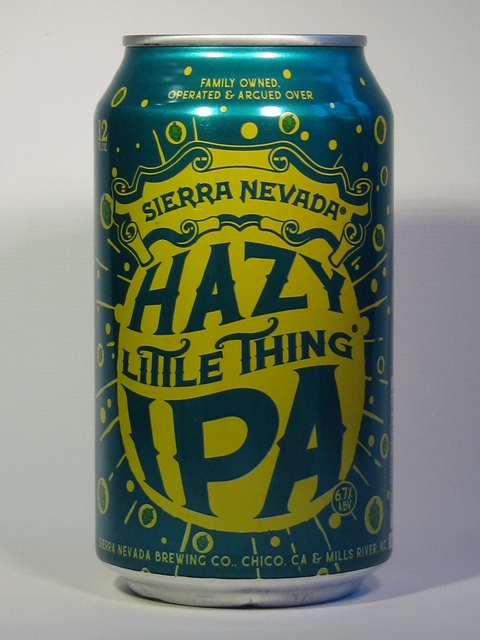 FAMILY OWNED,
OPERATED & ARGUED OVER
12
FL.OZ.
SIERRA NEVADA®
HAZY
LITTLE THING®
IPA
6.7%
ABV
SIERRA NEVADA BREWING CO., CHICO, CA & MILLS RIVER, NC